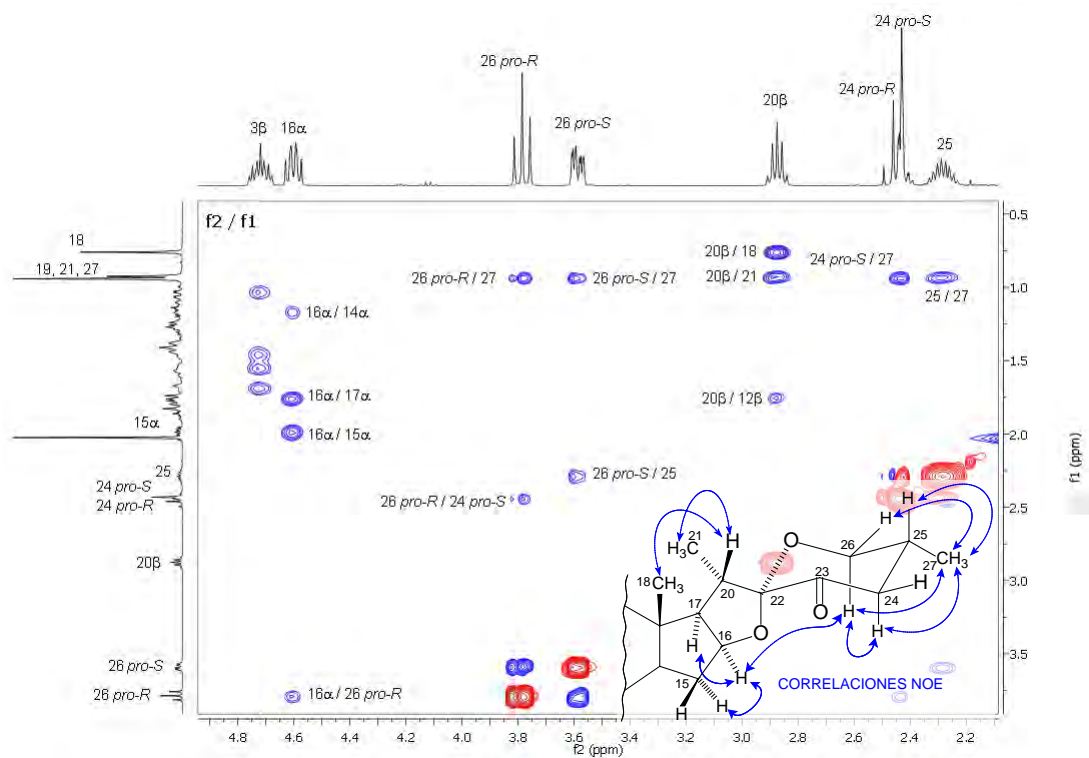 24 pro-S
26 pro-R
24 pro-R
20β
3β
16α
26 pro-S
25
f2 / f1
18
19, 21, 27
15α
25
24 pro-S
24 pro-R
20β
26 pro-S
26 pro-R
20β / 18
24 pro-S / 27
26 pro-R / 27
26 pro-S / 27
20β / 21
25 / 27
16α / 14α
16α / 17α
20β / 12β
16α / 15α
26 pro-S / 25
26 pro-R / 24 pro-S
16α / 26 pro-R
0.5
1.0
1.5
2.0
2.5
3.0
3.5
f1 (ppm)
H
H
21
H3C
H
O
26
25
27
CH3
18
CH3
20
23
H
17
22
24
O
H
H
16
O
H
15
H
CORRELACIONES NOE
H
H
4.8
4.6
4.4
4.2
4.0
3.8
3.6
3.4
3.2
3.0
2.8
2.6
2.4
2.2
f2 (ppm)